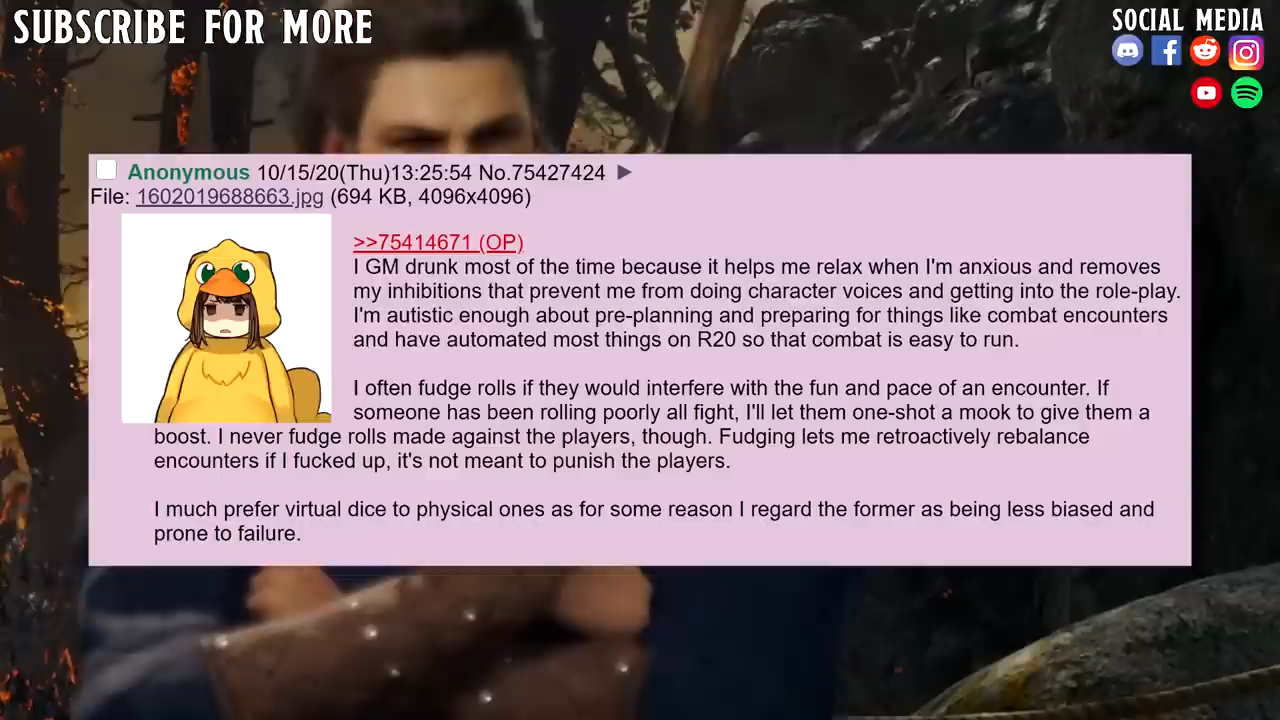 SUBSCRIBE FOR MORE
SOCIAL MEDIA
Anonymous 10/15/20(Thu)13:25:54 No.75427424 ▶
File: 1602019688663.jpg (694 KB, 4096x4096)
>>75414671 (OP)
I GM drunk most of the time because it helps me relax when I'm anxious and removes
my inhibitions that prevent me from doing character voices and getting into the role-play.
I'm autistic enough about pre-planning and preparing for things like combat encounters
and have automated most things on R20 so that combat is easy to run.
I often fudge rolls if they would interfere with the fun and pace of an encounter. If
someone has been rolling poorly all fight, I'll let them one-shot a mook to give them a
boost. I never fudge rolls made against the players, though. Fudging lets me retroactively rebalance
encounters if I fucked up, it's not meant to punish the players.
I much prefer virtual dice to physical ones as for some reason I regard the former as being less biased and
prone to failure.